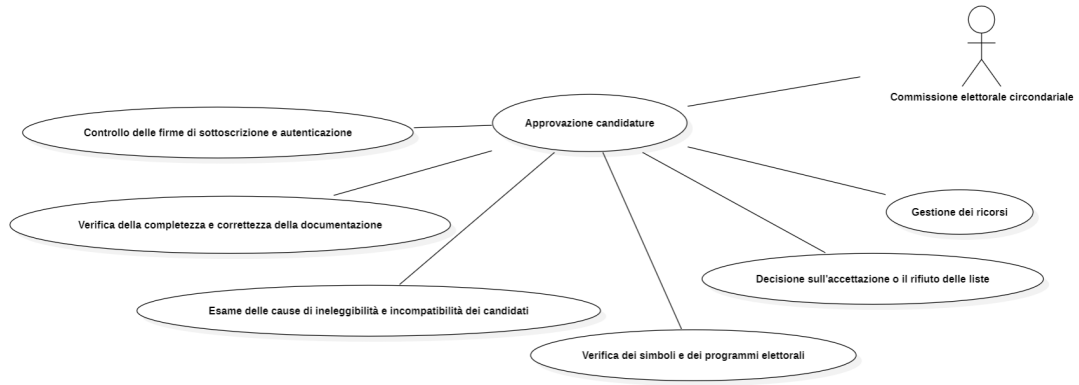 Commissione elettorale circondariale
Approvazione candidature
Controllo delle firme di sottoscrizione e autenticazione
Gestione dei ricorsi
Verifica della completezza e correttezza della documentazione
Decisione sull'accettazione o il rifiuto delle liste
Esame delle cause di ineleggibilità e incompatibilità dei candidati
Verifica dei simboli e dei programmi elettorali